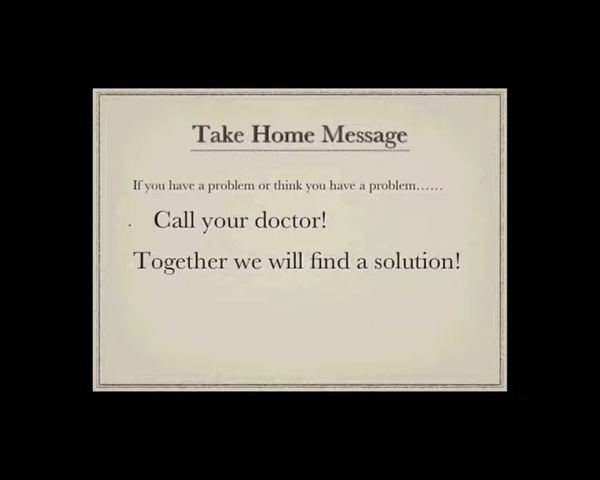 Take Home Message
If you have a problem or think you have a problem……
· Call your doctor!
Together we will find a solution!